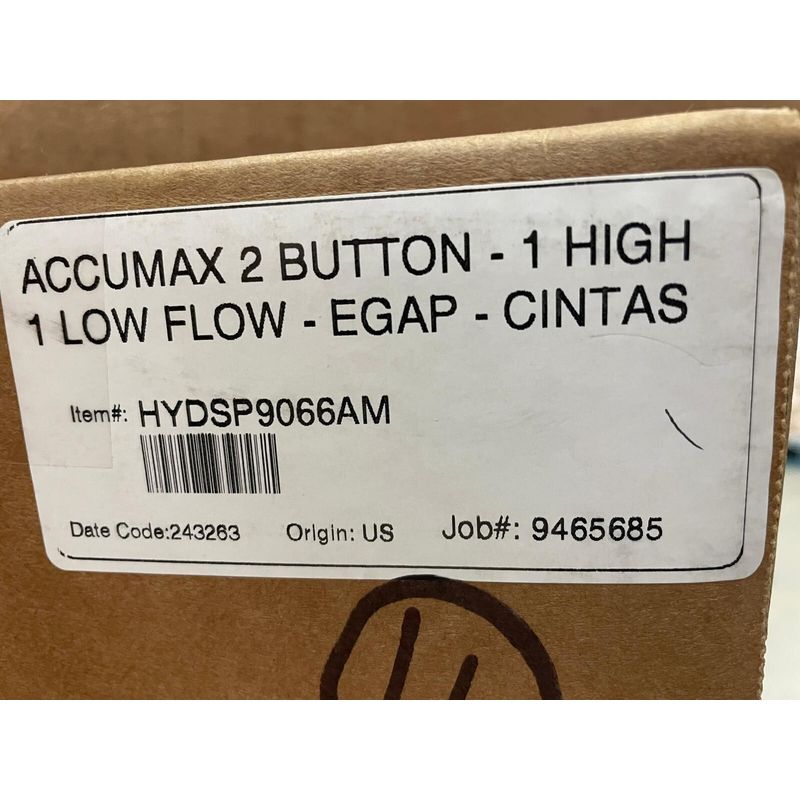 ACCUMAX 2 BUTTON - 1 HIGH
1 LOW FLOW - EGAP - CINTAS
Item#: HYDSP9066AM
Date Code:243263 Origin: US Job#: 9465685